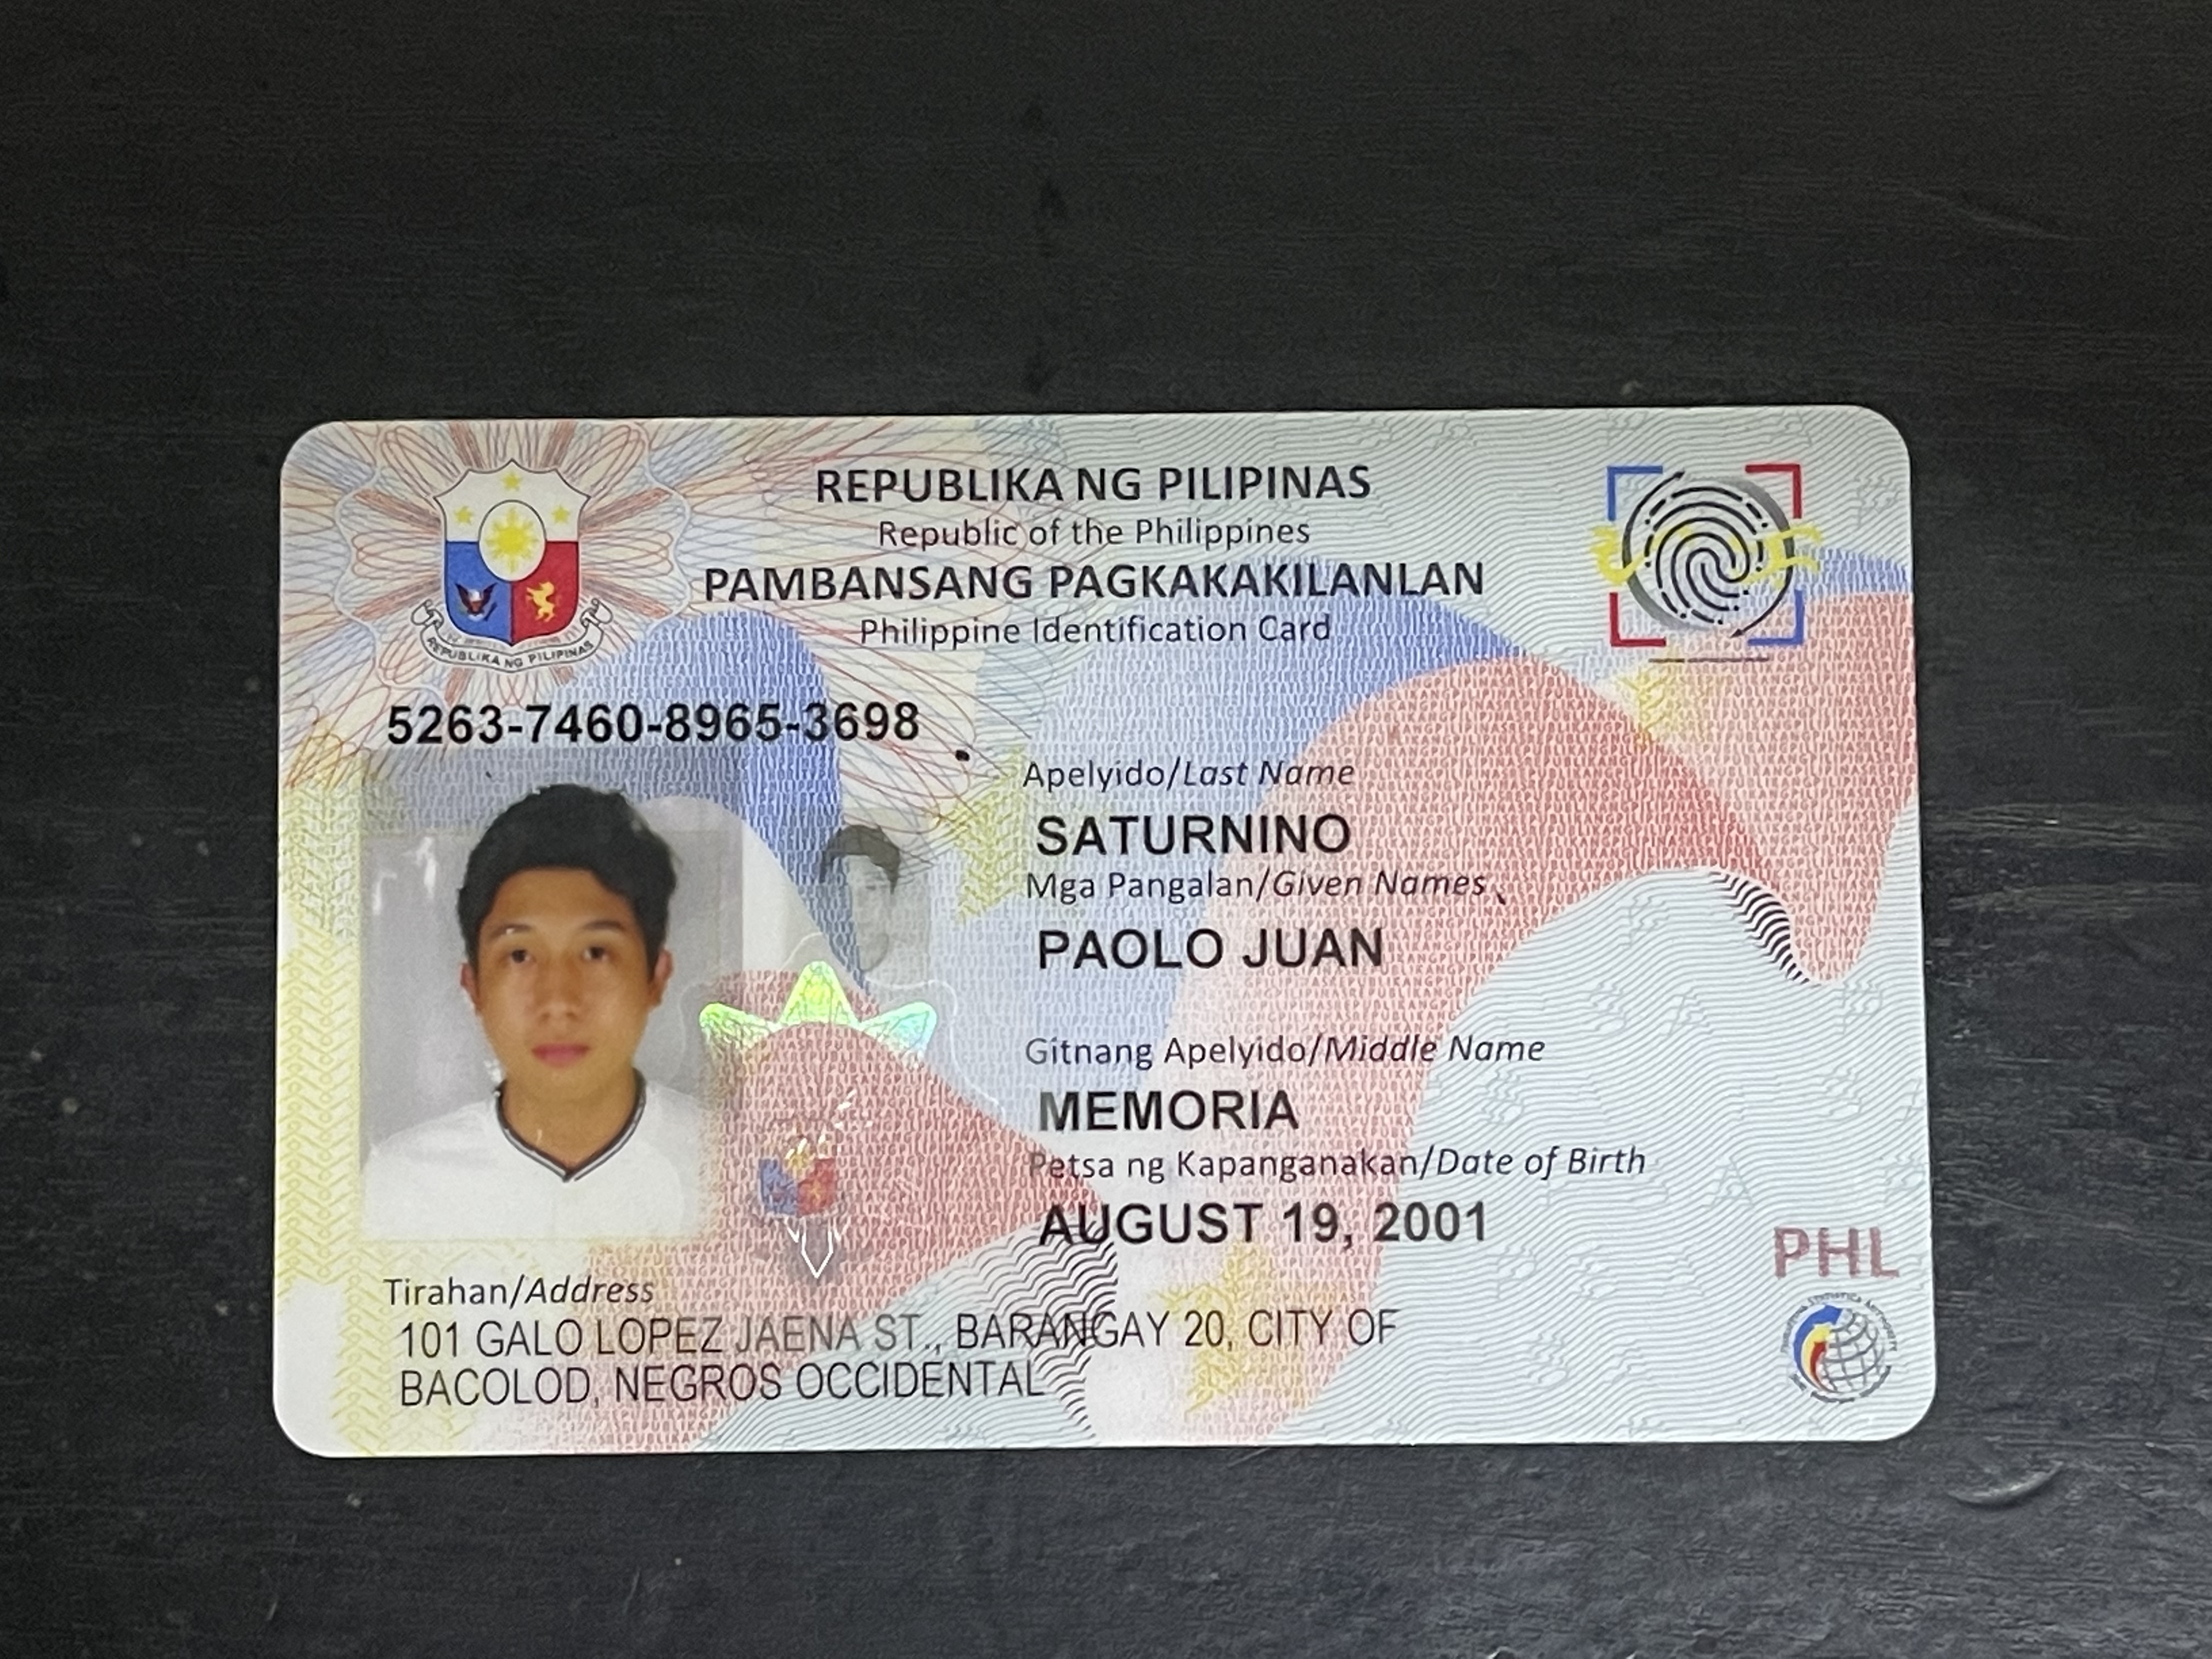 REPUBLIKA NG PILIPINAS
Republic of the Philippines
PAMBANSANG PAGKAKAKILANLAN
Philippine Identification Card
REPUBLIKA NG PILIPINAS
5263-7460-8965-3698
Apelyido/Last Name
SATURNINO
Mga Pangalan/Given Names
PAOLO JUAN
Gitnang Apelyido/Middle Name
MEMORIA
Petsa ng Kapanganakan/Date of Birth
AUGUST 19, 2001
Tirahan/Address
101 GALO LOPEZ JAENA ST., BARANGAY 20, CITY OF
BACOLOD, NEGROS OCCIDENTAL
PHL